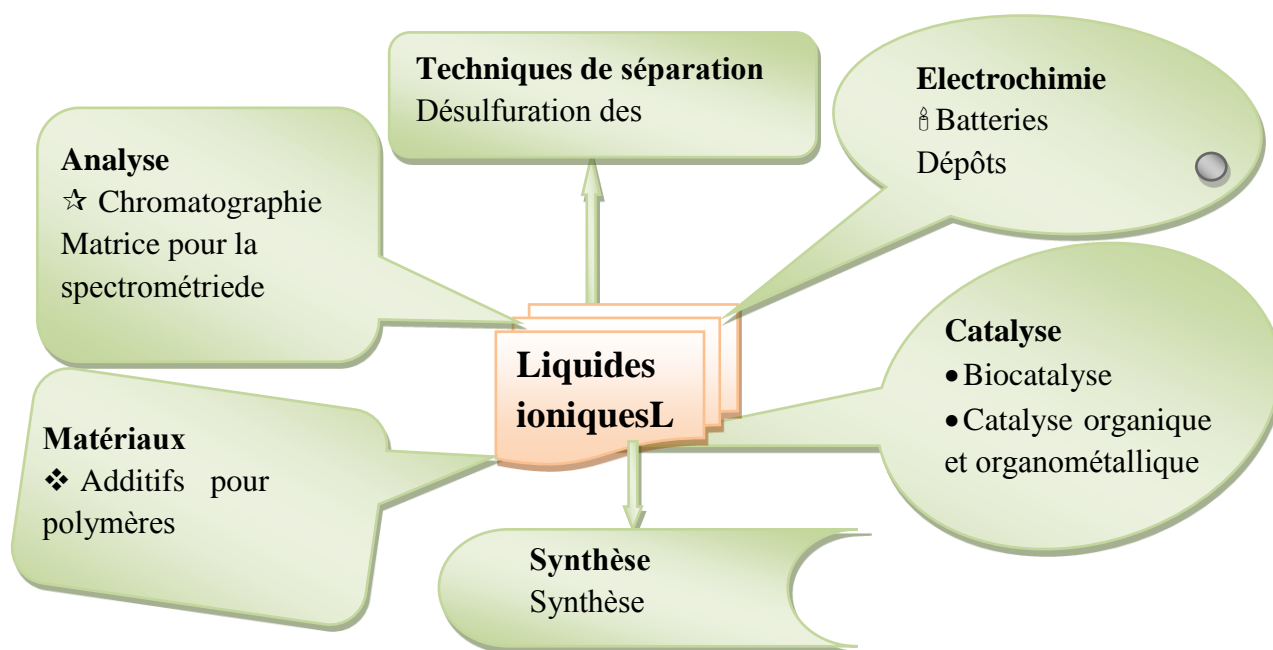 Techniques de séparation
Désulfuration des
Electrochimie
🕯 Batteries
Dépôts
Analyse
✰ Chromatographie
Matrice pour la
spectrométriede
Liquides
ioniquesL
Catalyse
• Biocatalyse
• Catalyse organique
et organométallique
Matériaux
❖ Additifs pour
polymères
Synthèse
Synthèse